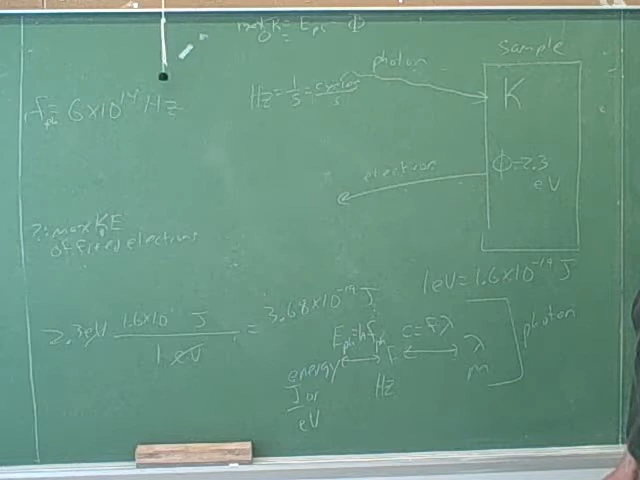 max K = E_ph - Φ
sample
photon
K
f_ph = 6×10^14 Hz
Hz = 1/s =
electron
Φ=2.3
eV
?: max KE
of freed electrons
1eV = 1.6×10^-19 J
2.3eV 1.6×10 J / 1 eV = 3.68×10^-19 J
photon
E_ph=hf_ph c=fλ
energy ↔ f ↔ λ
J or Hz m
eV